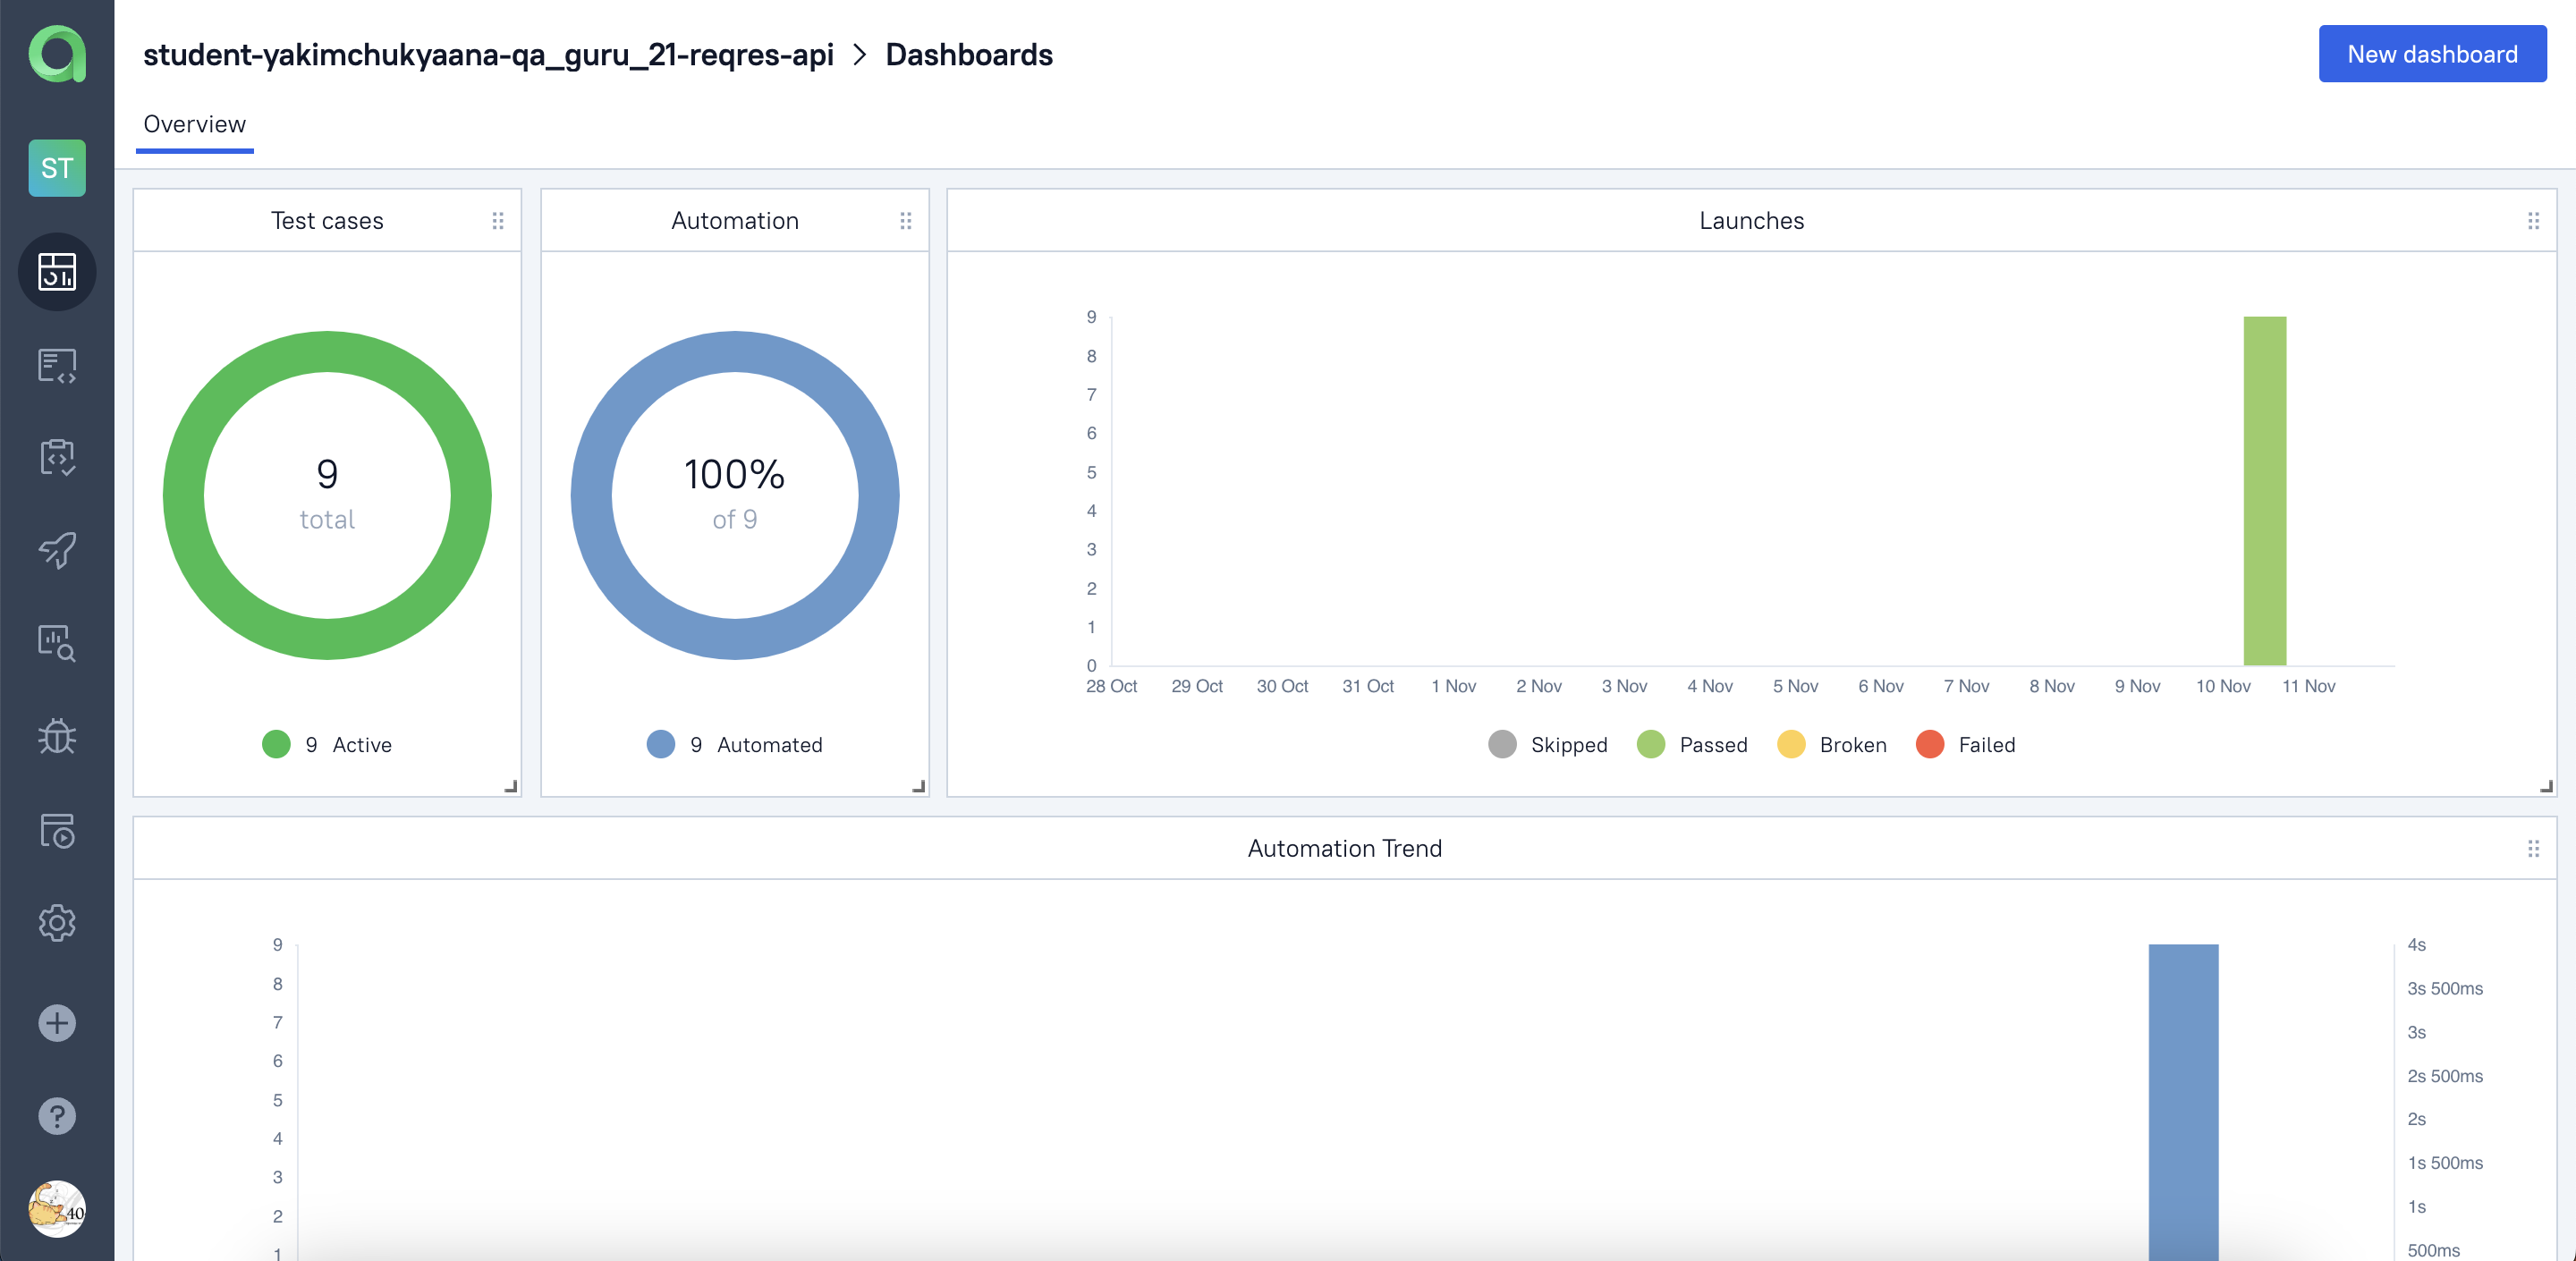 student-yakimchukyaana-qa_guru_21-reqres-api > Dashboards
New dashboard
Overview
ST
Test cases
9
total
9 Active
Automation
100%
of 9
9 Automated
Launches
9
8
7
6
5
4
3
2
1
0
28 Oct 29 Oct 30 Oct 31 Oct 1 Nov 2 Nov 3 Nov 4 Nov 5 Nov 6 Nov 7 Nov 8 Nov 9 Nov 10 Nov 11 Nov
Skipped Passed Broken Failed
Automation Trend
9
8
7
6
5
4
3
2
1
4s
3s 500ms
3s
2s 500ms
2s
1s 500ms
1s
500ms
40